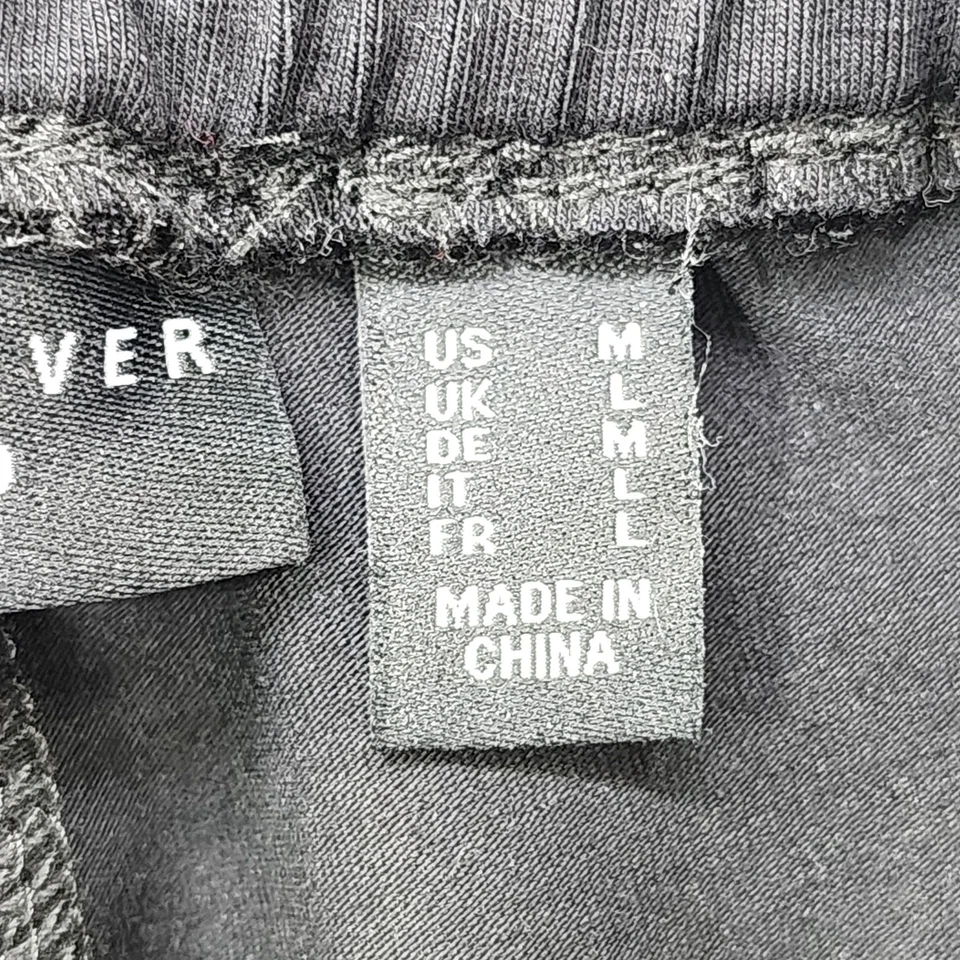 VER
US M
UK L
DE M
IT L
FR L
MADE IN
CHINA